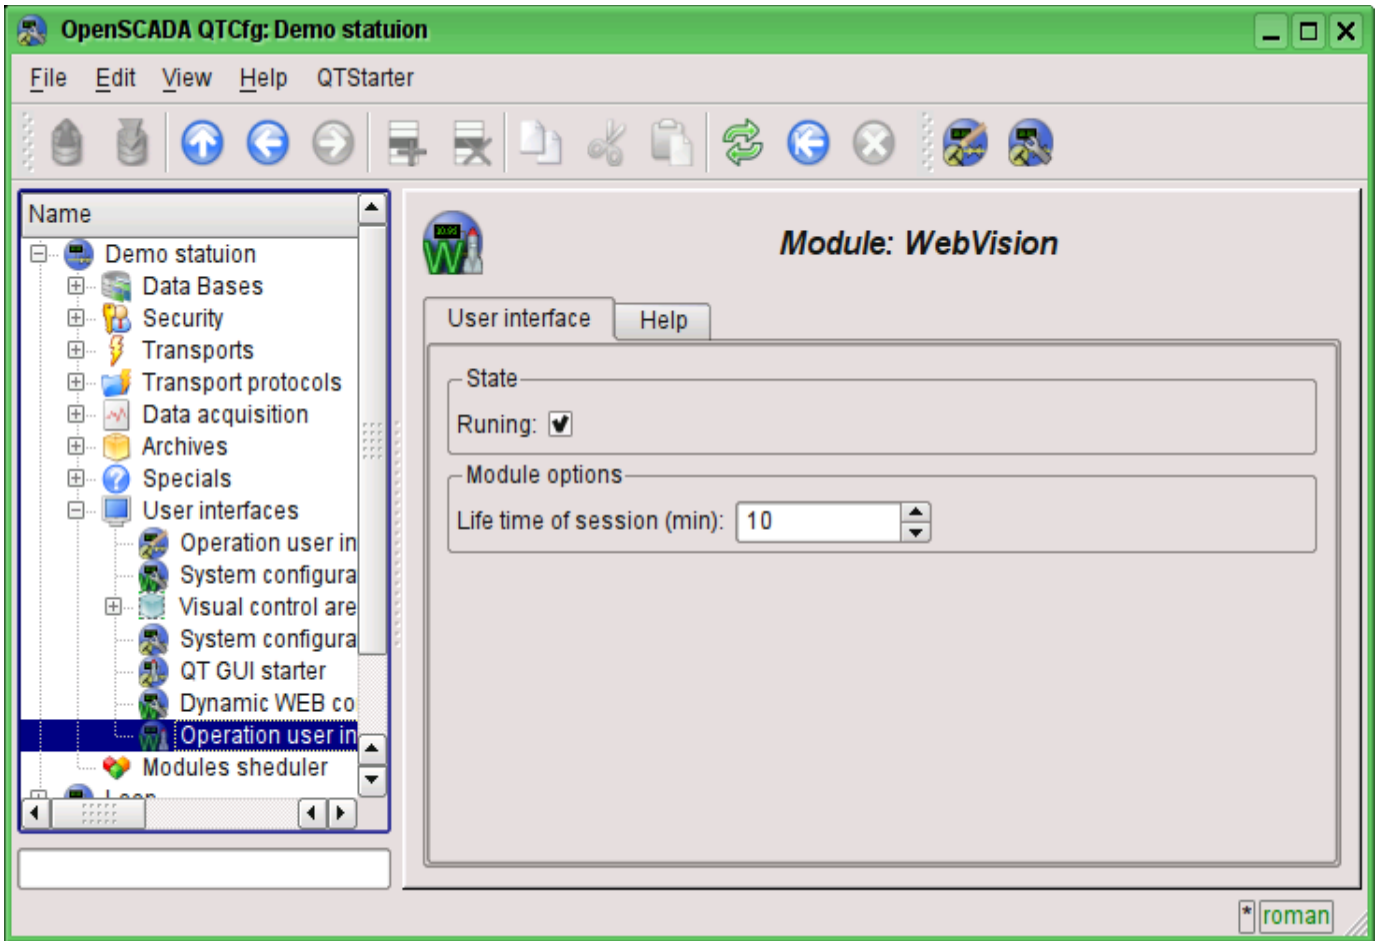 OpenSCADA QTCfg: Demo statuion
File Edit View Help QTStarter
Name
Demo statuion
Data Bases
Security
Transports
Transport protocols
Data acquisition
Archives
Specials
User interfaces
Operation user in
System configura
Visual control are
System configura
QT GUI starter
Dynamic WEB co
Operation user in
Modules sheduler
Loop
Module: WebVision
User interface Help
State
Runing:
Module options
Life time of session (min): 10
* roman